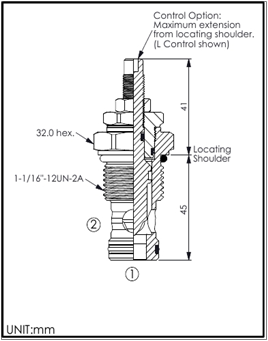 Control Option:
Maximum extension
from locating shoulder.
(L Control shown)
41
32.0 hex.
Locating
Shoulder
1-1/16"-12UN-2A
45
2
1
UNIT:mm